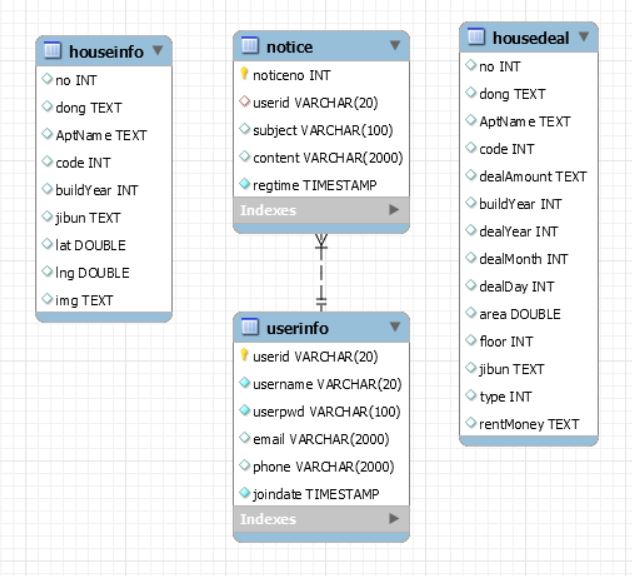 houseinfo
no INT
dong TEXT
AptName TEXT
code INT
buildYear INT
jibun TEXT
lat DOUBLE
lng DOUBLE
img TEXT
notice
noticeno INT
userid VARCHAR(20)
subject VARCHAR(100)
content VARCHAR(2000)
regtime TIMESTAMP
Indexes
userinfo
userid VARCHAR(20)
username VARCHAR(20)
userpwd VARCHAR(100)
email VARCHAR(2000)
phone VARCHAR(2000)
joindate TIMESTAMP
Indexes
housedeal
no INT
dong TEXT
AptName TEXT
code INT
dealAmount TEXT
buildYear INT
dealYear INT
dealMonth INT
dealDay INT
area DOUBLE
floor INT
jibun TEXT
type INT
rentMoney TEXT